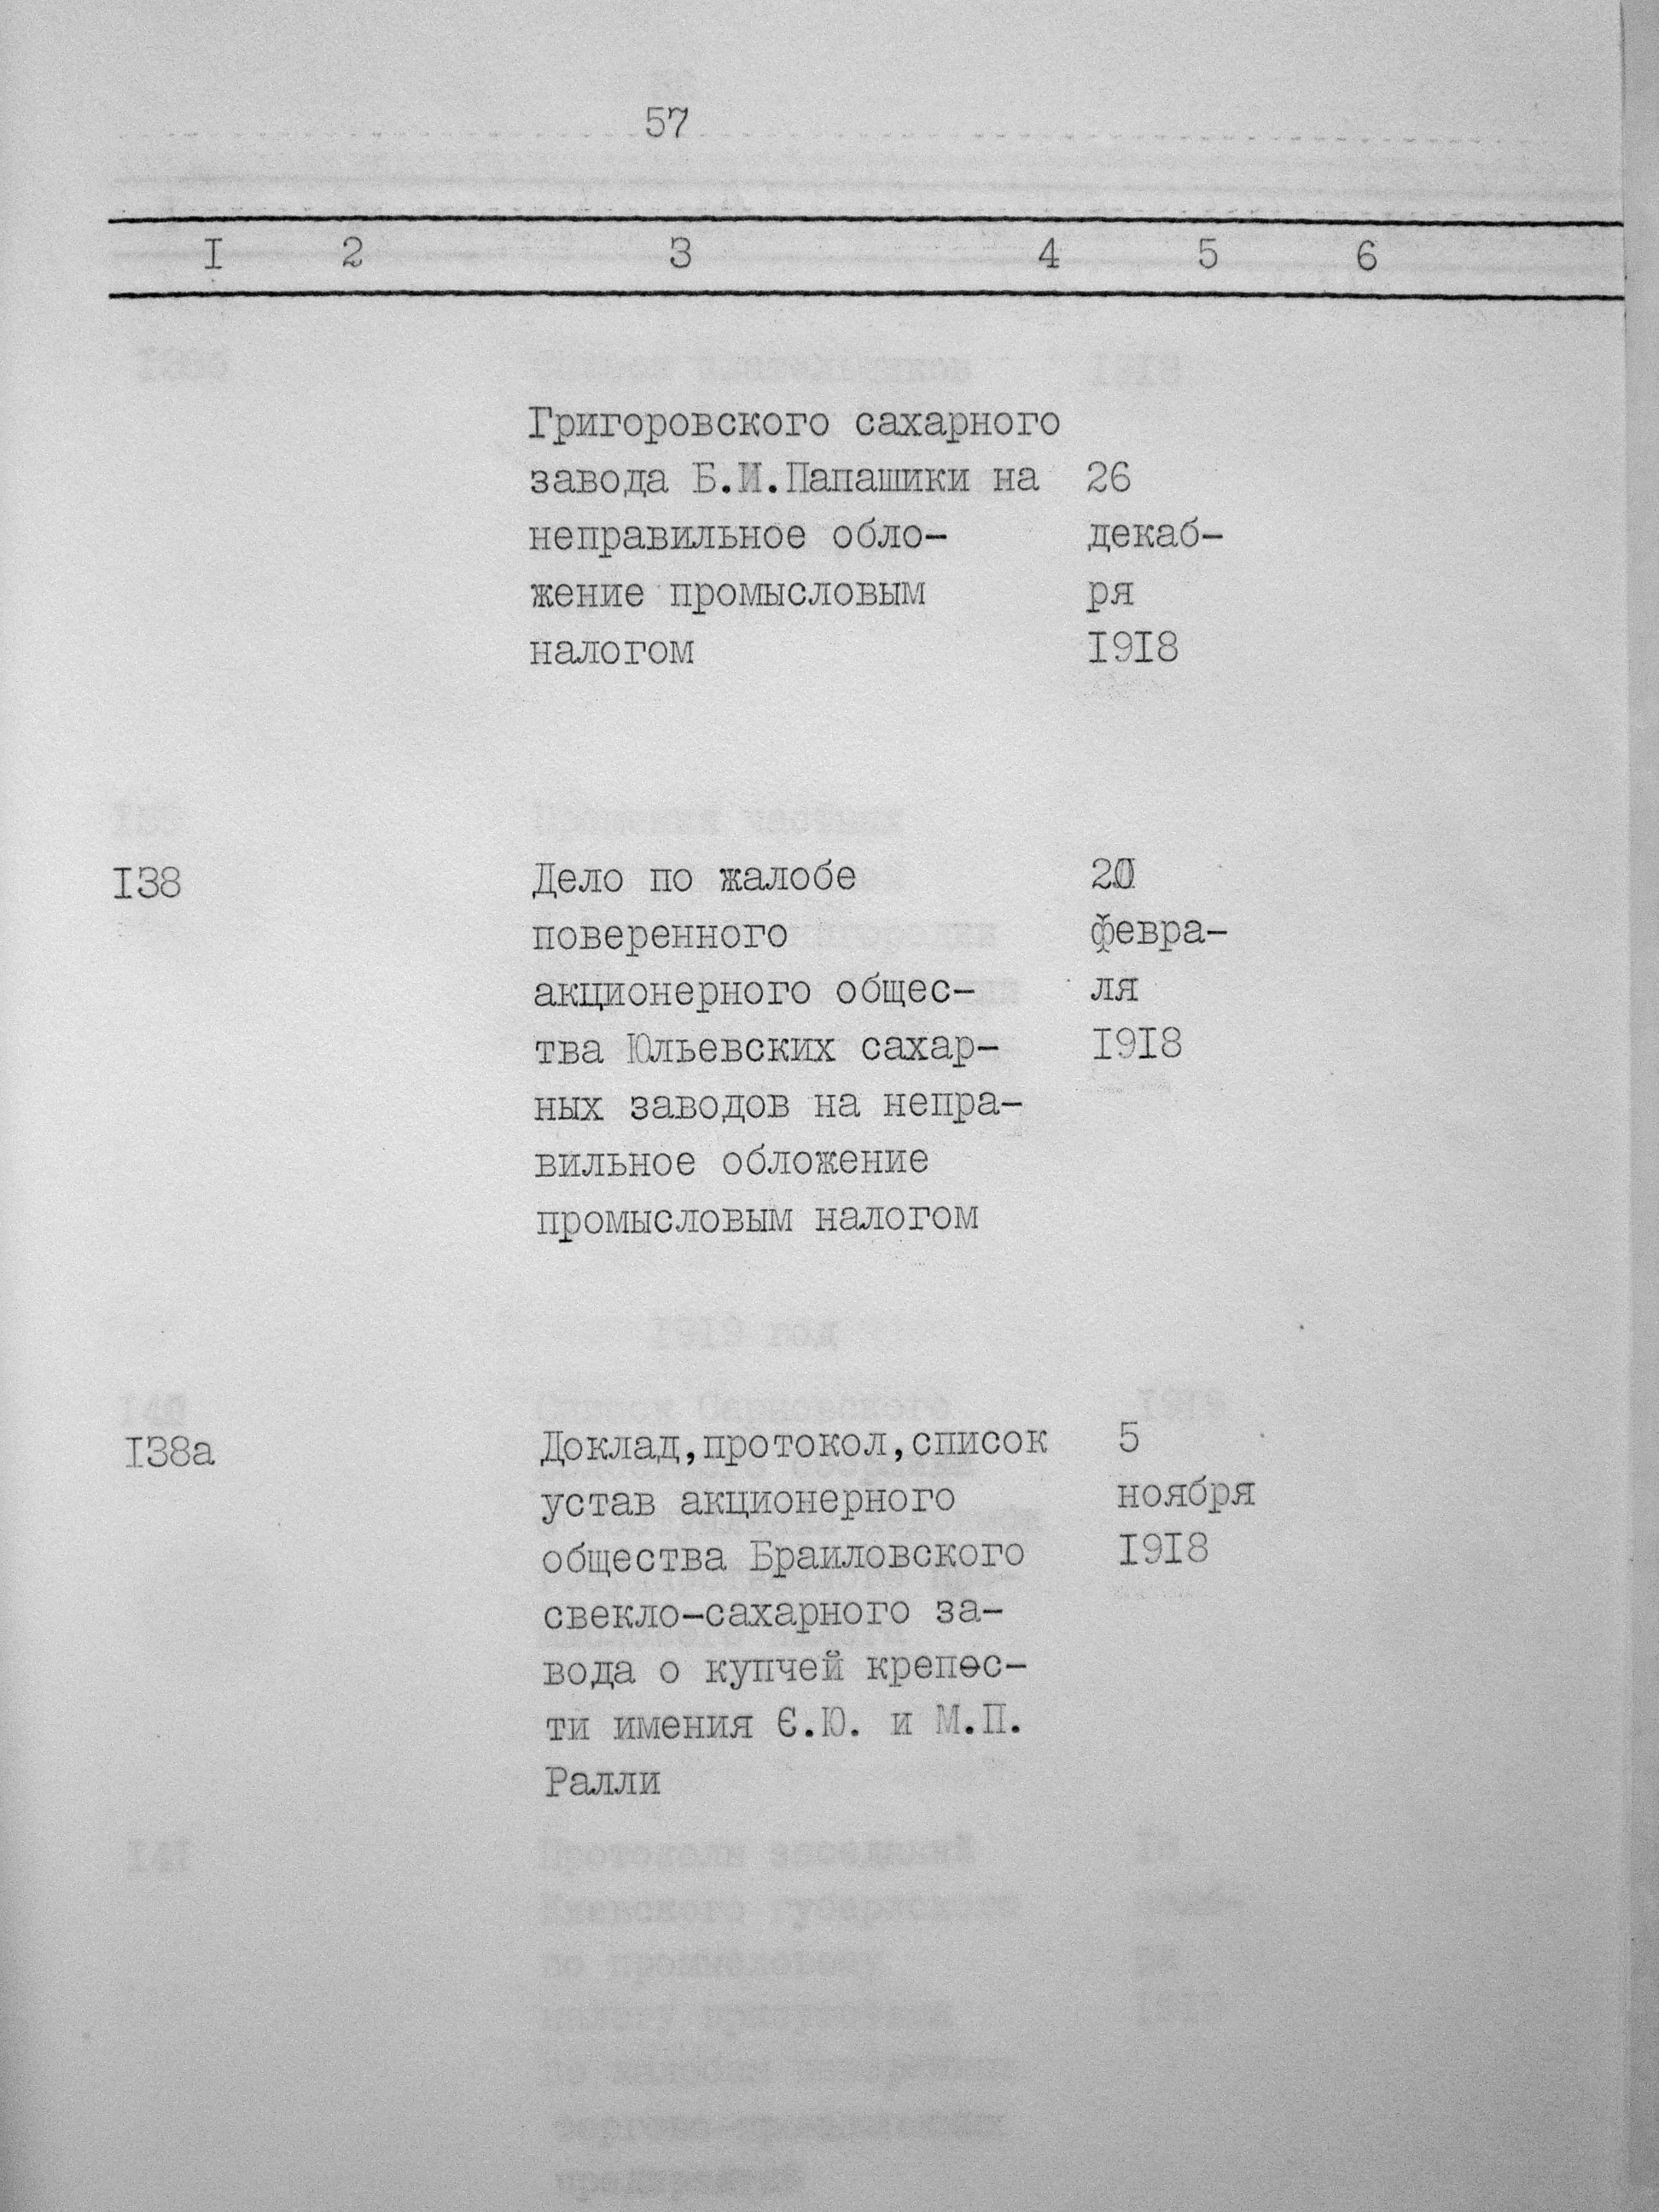 57
I 2 3 4 5 6
Григоровского сахарного
завода Б.И.Папашики на 26
неправильное обло- декаб-
жение промысловым ря
налогом I9I8
I38 Дело по жалобе 20
поверенного февра-
акционерного общес- ля
тва Юльевских сахар- I9I8
ных заводов на непра-
вильное обложение
промысловым налогом
I38а Доклад,протокол,список 5
устав акционерного ноября
общества Браиловского I9I8
свекло-сахарного за-
вода о купчей крепос-
ти имения Є.Ю. и М.П.
Ралли